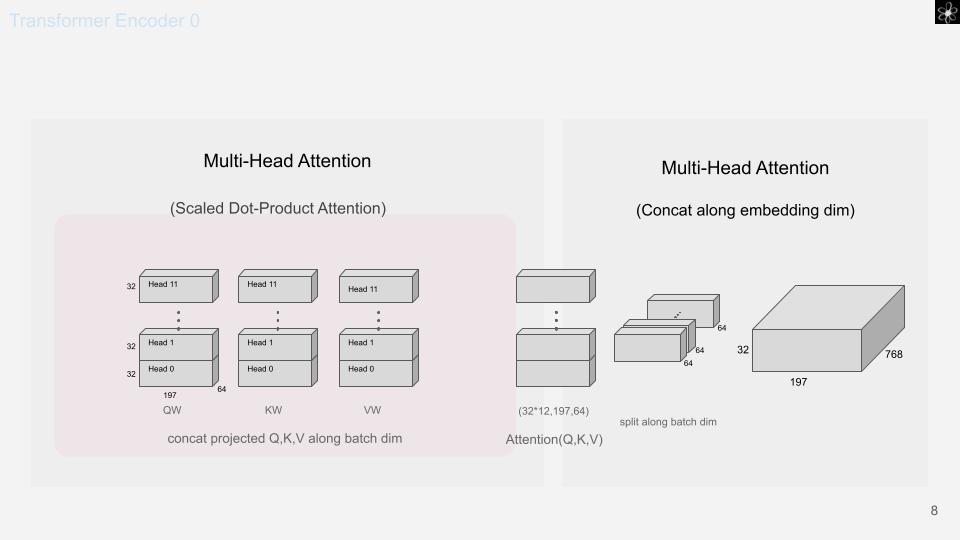 Transformer Encoder 0
Multi-Head Attention
(Scaled Dot-Product Attention)
32
Head 11
Head 11
Head 11
32
Head 1
Head 1
Head 1
32
Head 0
Head 0
Head 0
64
197
QW
KW
VW
concat projected Q,K,V along batch dim
(32*12,197,64)
Attention(Q,K,V)
Multi-Head Attention
(Concat along embedding dim)
64
64
64
split along batch dim
32
768
197
8